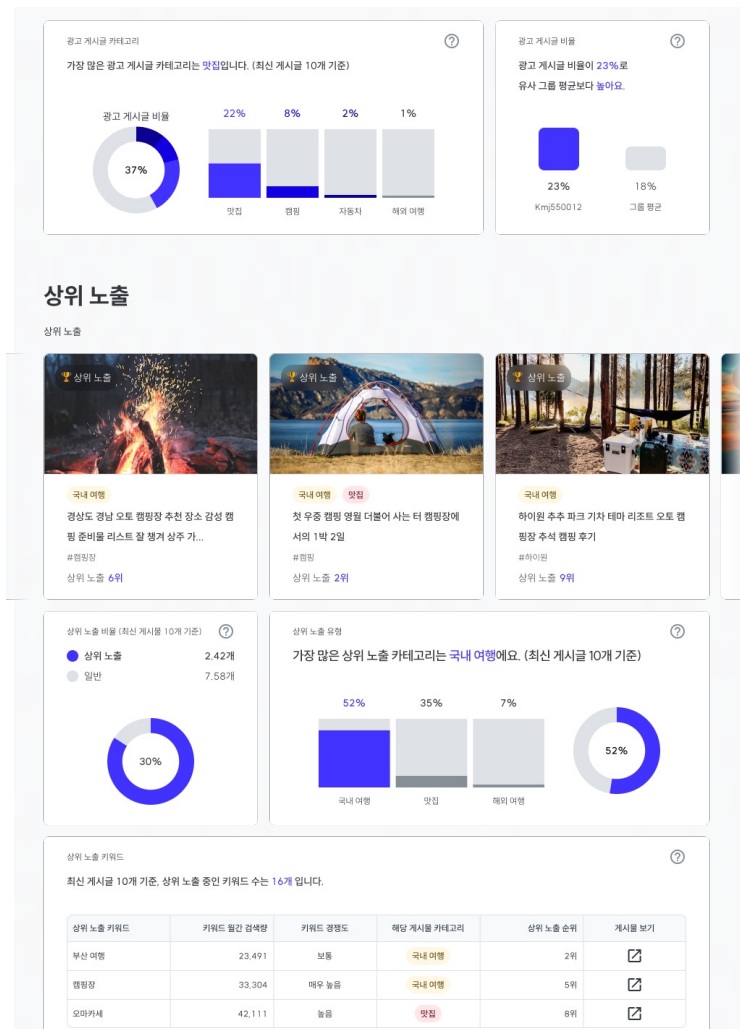 광고 게시글 카테고리
가장 많은 광고 게시글 카테고리는 맛집입니다. (최신 게시글 10개 기준)
광고 게시글 비율
37%
22%
8%
2%
1%
맛집
캠핑
자동차
해외 여행
광고 게시글 비율
광고 게시글 비율이 23%로
유사 그룹 평균보다 높아요.
23%
18%
Kmj550012
그룹 평균
상위 노출
상위 노출
상위 노출
국내 여행
경상도 경남 오토 캠핑장 추천 장소 감성 캠
핑 준비물 리스트 잘 챙겨 상주 가...
#캠핑장
상위 노출 6위
상위 노출
국내 여행 맛집
첫 우중 캠핑 영월 더불어 사는 터 캠핑장에
서의 1박 2일
#캠핑
상위 노출 2위
상위 노출
국내 여행
하이원 추추 파크 기차 테마 리조트 오토 캠
핑장 추석 캠핑 후기
#하이원
상위 노출 9위
상위 노출 비율 (최신 게시물 10개 기준)
상위 노출 2.42개
일반 7.58개
30%
상위 노출 유형
가장 많은 상위 노출 카테고리는 국내 여행에요. (최신 게시글 10개 기준)
52%
35%
7%
국내 여행
맛집
해외 여행
52%
상위 노출 키워드
최신 게시글 10개 기준, 상위 노출 중인 키워드 수는 16개 입니다.
상위 노출 키워드 키워드 월간 검색량 키워드 경쟁도 해당 게시물 카테고리 상위 노출 순위 게시물 보기
부산 여행 23,491 보통 국내 여행 2위
캠핑장 33,304 매우 높음 국내 여행 5위
오마카세 42,111 높음 맛집 8위